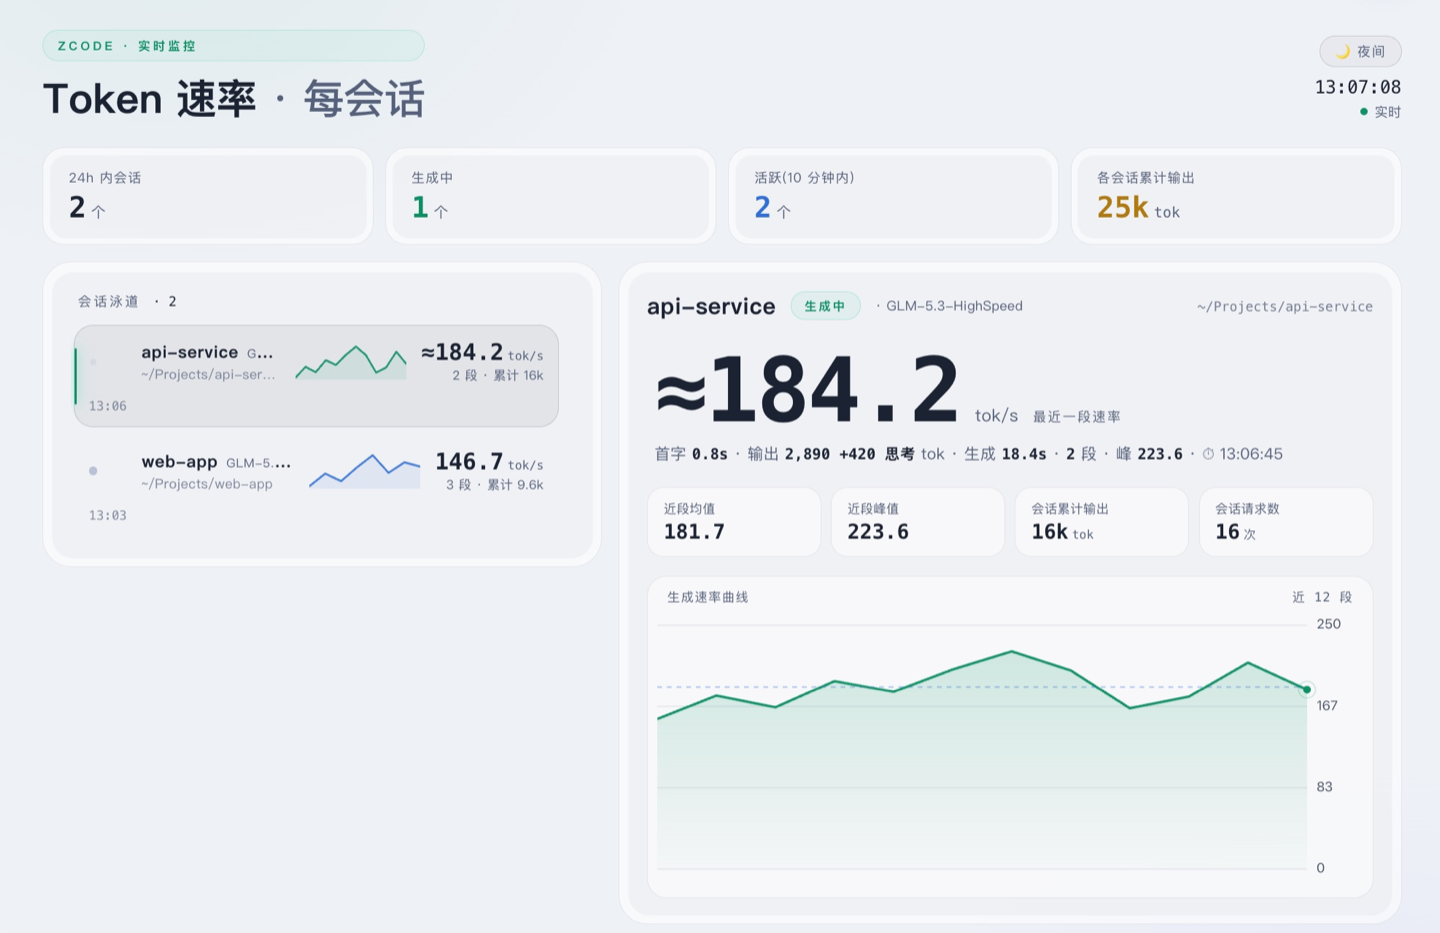 ZCODE · 实时监控
Token 速率 · 每会话
🌙 夜间
13:07:08
实时
24h 内会话
2 个
生成中
1 个
活跃(10 分钟内)
2 个
各会话累计输出
25k tok
会话泳道 · 2
api-service G...
~/Projects/api-ser...
≈184.2 tok/s
2 段 · 累计 16k
13:06
web-app GLM-5....
~/Projects/web-app
146.7 tok/s
3 段 · 累计 9.6k
13:03
api-service 生成中 · GLM-5.3-HighSpeed ~/Projects/api-service
≈184.2 tok/s 最近一段速率
首字 0.8s · 输出 2,890 +420 思考 tok · 生成 18.4s · 2 段 · 峰 223.6 · ⏱ 13:06:45
近段均值
181.7
近段峰值
223.6
会话累计输出
16k tok
会话请求数
16 次
生成速率曲线
近 12 段
250
167
83
0